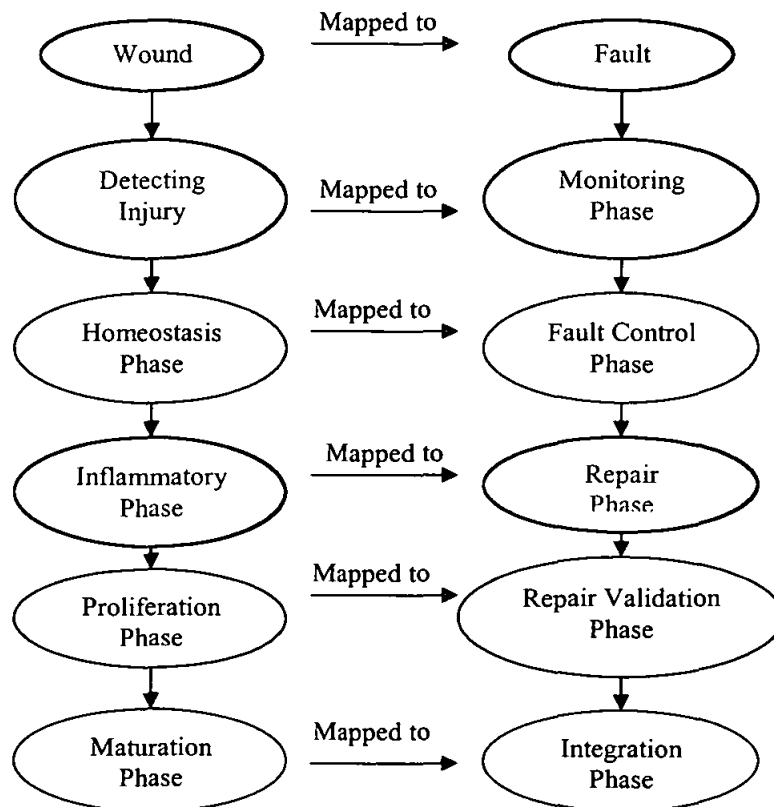 Wound
Mapped to
Fault
Detecting
Injury
Mapped to
Monitoring
Phase
Homeostasis
Phase
Mapped to
Fault Control
Phase
Inflammatory
Phase
Mapped to
Repair
Phase
Proliferation
Phase
Mapped to
Repair Validation
Phase
Maturation
Phase
Mapped to
Integration
Phase